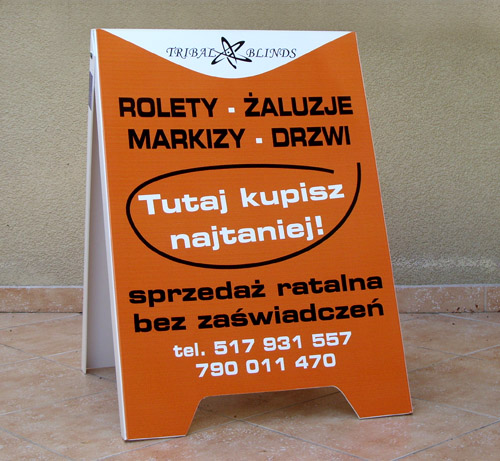 TRIBAL BLINDS
ROLETY · ŻALUZJE
MARKIZY · DRZWI
Tutaj kupisz
najtaniej!
sprzedaż ratalna
bez zaświadczeń
tel. 517 931 557
790 011 470